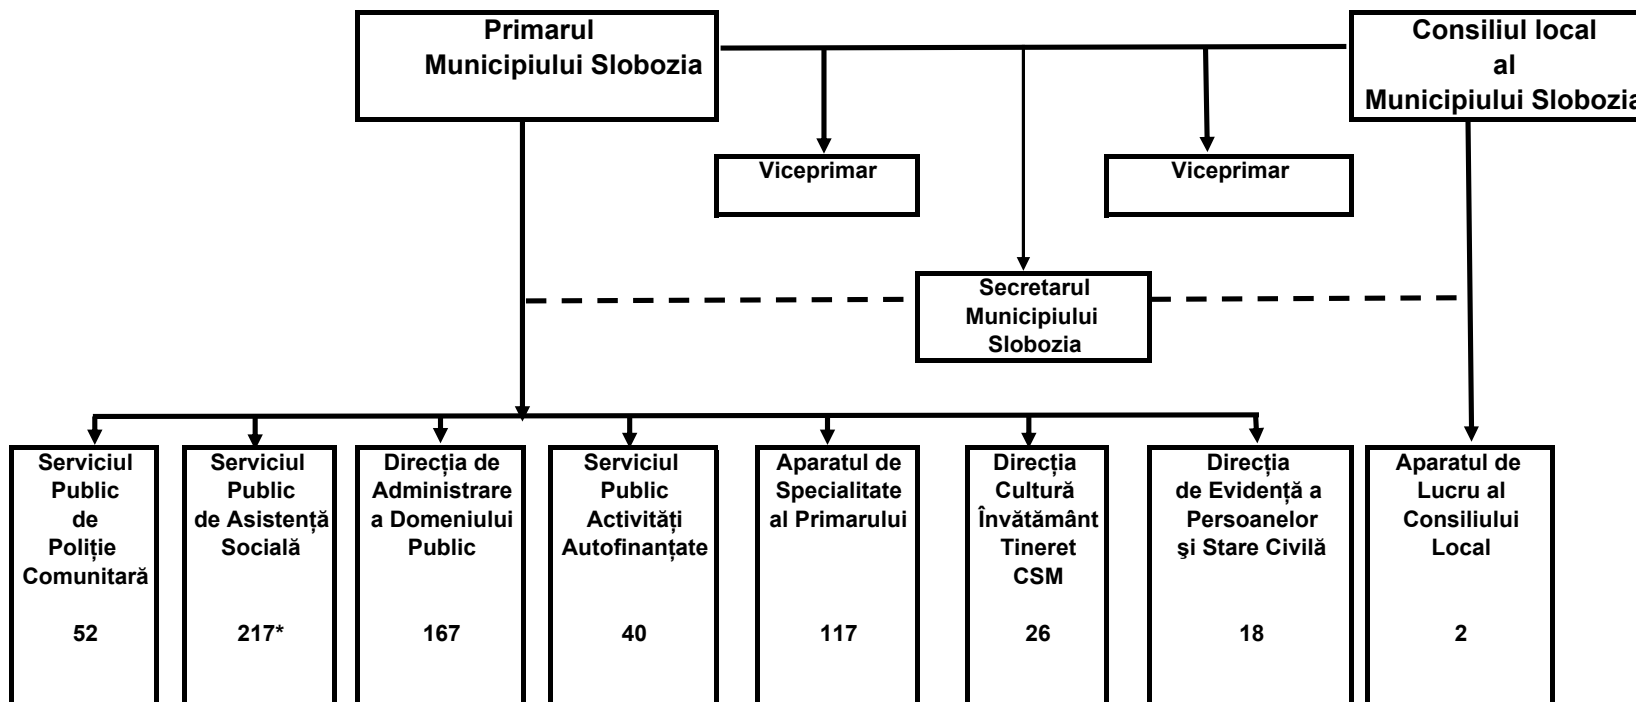 Primarul
Municipiului Slobozia
Consiliul local
al
Municipiului Slobozia
Viceprimar
Viceprimar
Secretarul
Municipiului
Slobozia
Serviciul
Public
de
Poliție
Comunitară
52
Serviciul
Public
de Asistență
Socială
217*
Direcția de
Administrare
a Domeniului
Public
167
Serviciul
Public
Activități
Autofinanțate
40
Aparatul de
Specialitate
al Primarului
117
Direcția
Cultură
Învătământ
Tineret
CSM
26
Direcția
de Evidență a
Persoanelor
şi Stare Civilă
18
Aparatul de
Lucru al
Consiliului
Local
2